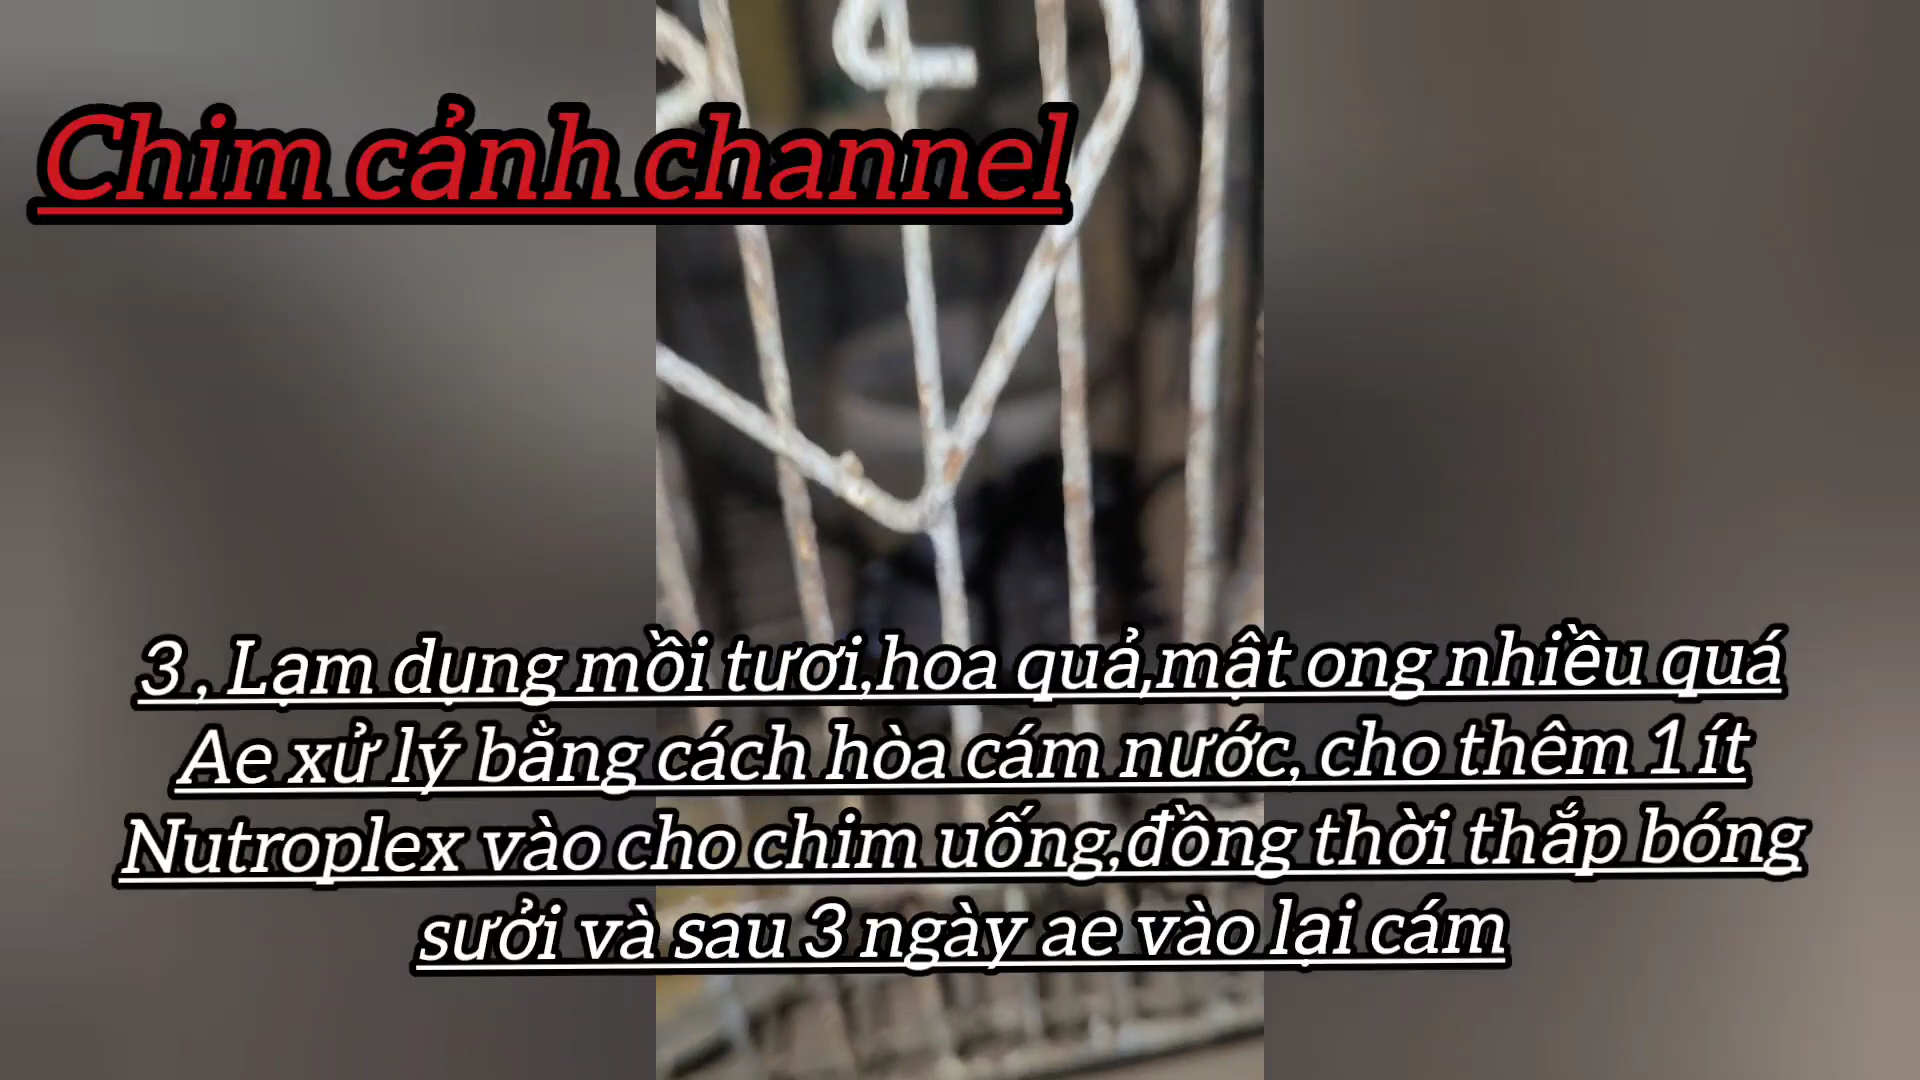 Chim cảnh channel
3 , Lạm dụng mồi tươi,hoa quả,mật ong nhiều quá
Ae xử lý bằng cách hòa cám nước, cho thêm 1 ít
Nutroplex vào cho chim uống,đồng thời thắp bóng
sưởi và sau 3 ngày ae vào lại cám